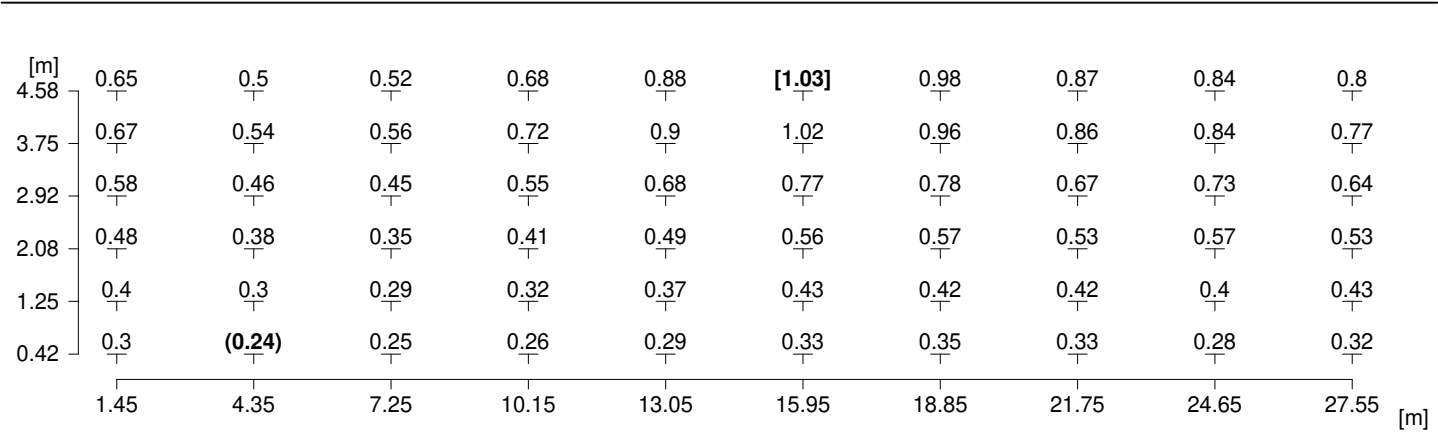 [m]
4.58 0.65 0.5 0.52 0.68 0.88 [1.03] 0.98 0.87 0.84 0.8
3.75 0.67 0.54 0.56 0.72 0.9 1.02 0.96 0.86 0.84 0.77
2.92 0.58 0.46 0.45 0.55 0.68 0.77 0.78 0.67 0.73 0.64
2.08 0.48 0.38 0.35 0.41 0.49 0.56 0.57 0.53 0.57 0.53
1.25 0.4 0.3 0.29 0.32 0.37 0.43 0.42 0.42 0.4 0.43
0.42 0.3 (0.24) 0.25 0.26 0.29 0.33 0.35 0.33 0.28 0.32
1.45 4.35 7.25 10.15 13.05 15.95 18.85 21.75 24.65 27.55 [m]